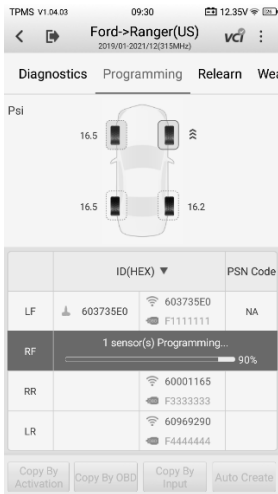 TPMS V1.04.03 09:30 12.35V
Ford->Ranger(US)
2019/01-2021/12(315MHz)
VCI
Diagnostics Programming Relearn Wea
Psi
16.5
16.5 16.2
ID(HEX) ▼ PSN Code
LF 603735E0 603735E0 NA
F1111111
RF 1 sensor(s) Programming...
90%
RR 60001165
F3333333
LR 60969290
F4444444
Copy By Activation
Copy By OBD
Copy By Input
Auto Create